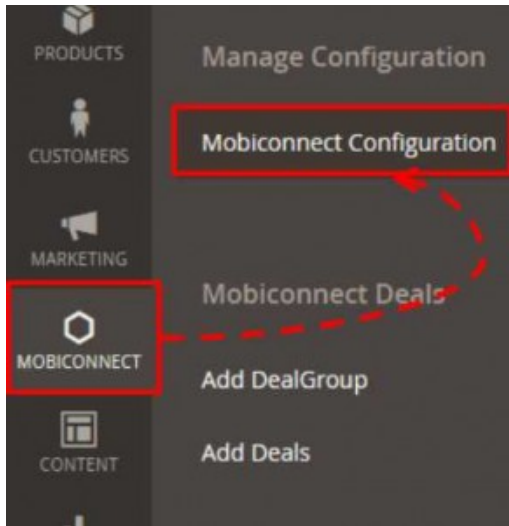 PRODUCTS
CUSTOMERS
MARKETING
MOBICONNECT
CONTENT
Manage Configuration
Mobiconnect Configuration
Mobiconnect Deals
Add DealGroup
Add Deals